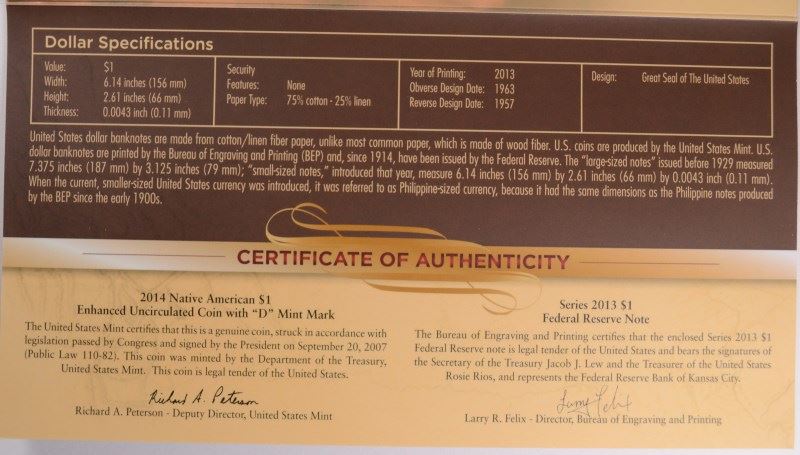 Dollar Specifications
Value: $1
Width: 6.14 inches (156 mm)
Height: 2.61 inches (66 mm)
Thickness: 0.0043 inch (0.11 mm)
Security
Features: None
Paper Type: 75% cotton - 25% linen
Year of Printing: 2013
Obverse Design Date: 1963
Reverse Design Date: 1957
Design: Great Seal of The United States
United States dollar banknotes are made from cotton/linen fiber paper, unlike most common paper, which is made of wood fiber. U.S. coins are produced by the United States Mint. U.S.
dollar banknotes are printed by the Bureau of Engraving and Printing (BEP) and, since 1914, have been issued by the Federal Reserve. The "large-sized notes" issued before 1929 measured
7.375 inches (187 mm) by 3.125 inches (79 mm); "small-sized notes," introduced that year, measure 6.14 inches (156 mm) by 2.61 inches (66 mm) by 0.0043 inch (0.11 mm).
When the current, smaller-sized United States currency was introduced, it was referred to as Philippine-sized currency, because it had the same dimensions as the Philippine notes produced
by the BEP since the early 1900s.
CERTIFICATE OF AUTHENTICITY
2014 Native American $1
Enhanced Uncirculated Coin with "D" Mint Mark
The United States Mint certifies that this is a genuine coin, struck in accordance with
legislation passed by Congress and signed by the President on September 20, 2007
(Public Law 110-82). This coin was minted by the Department of the Treasury,
United States Mint. This coin is legal tender of the United States.
Richard A. Peterson
Richard A. Peterson - Deputy Director, United States Mint
Series 2013 $1
Federal Reserve Note
The Bureau of Engraving and Printing certifies that the enclosed Series 2013 $1
Federal Reserve note is legal tender of the United States and bears the signatures of
the Secretary of the Treasury Jacob J. Lew and the Treasurer of the United States
Rosie Rios, and represents the Federal Reserve Bank of Kansas City.
Larry R. Felix - Director, Bureau of Engraving and Printing